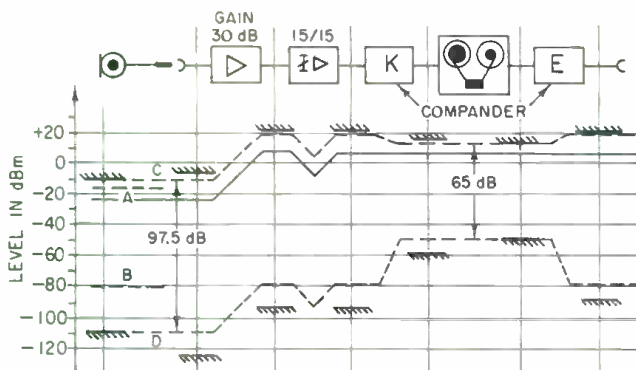 GAIN
30 dB
15/15
K
E
COMPANDER
LEVEL IN dBm
+20
0
-20
-40
-60
-80
-100
-120
C
A
97.5 dB
B
D
65 dB